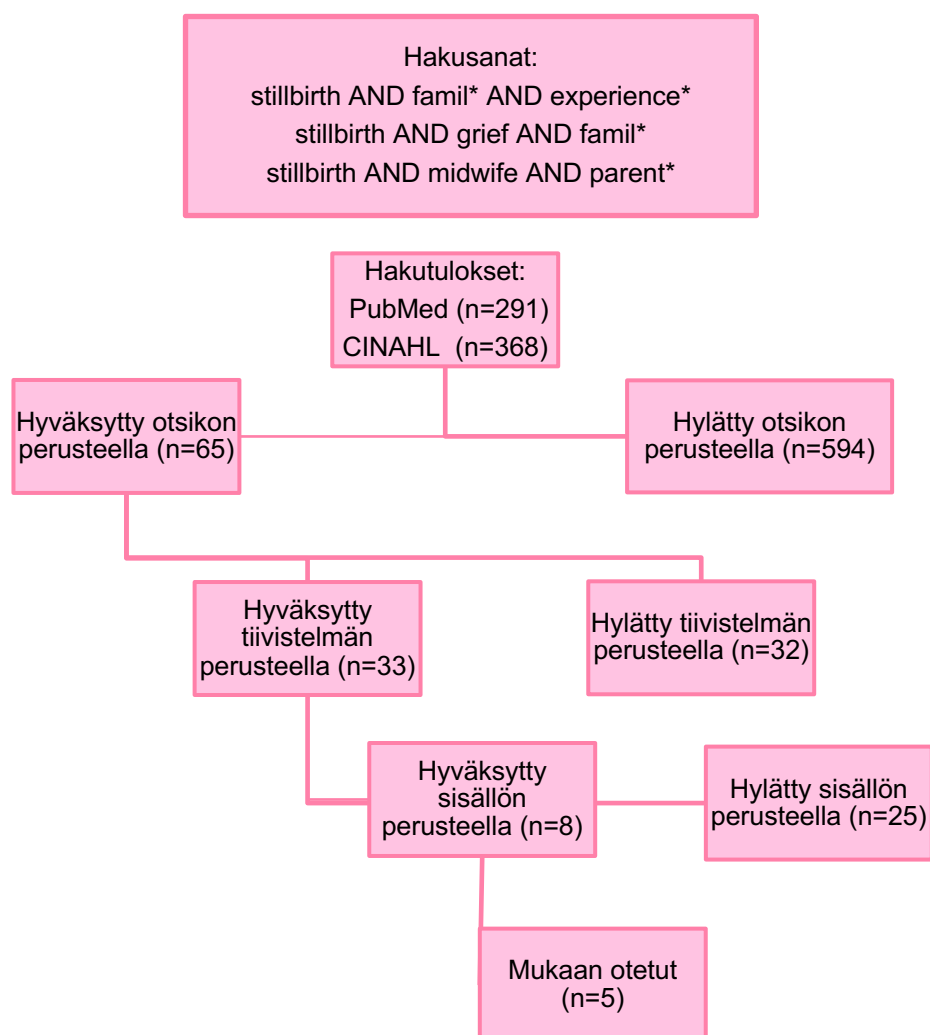 Hakusanat:
stillbirth AND famil* AND experience*
stillbirth AND grief AND famil*
stillbirth AND midwife AND parent*
Hakutulokset:
PubMed (n=291)
CINAHL (n=368)
Hyväksytty otsikon
perusteella (n=65)
Hylätty otsikon
perusteella (n=594)
Hyväksytty
tiivistelmän
perusteella (n=33)
Hylätty tiivistelmän
perusteella (n=32)
Hyväksytty
sisällön
perusteella (n=8)
Hylätty sisällön
perusteella (n=25)
Mukaan otetut
(n=5)